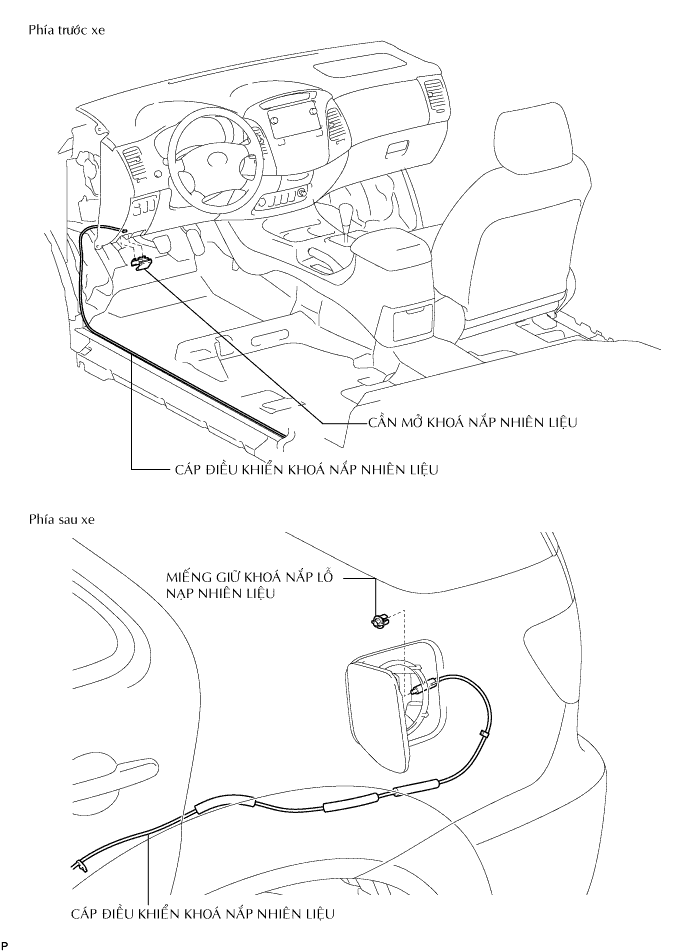 Phía trước xe
CẦN MỞ KHOÁ NẮP NHIÊN LIỆU
CÁP ĐIỀU KHIỂN KHOÁ NẮP NHIÊN LIỆU
Phía sau xe
MIẾNG GIỮ KHOÁ NẮP LỖ
NẠP NHIÊN LIỆU
CÁP ĐIỀU KHIỂN KHOÁ NẮP NHIÊN LIỆU
P